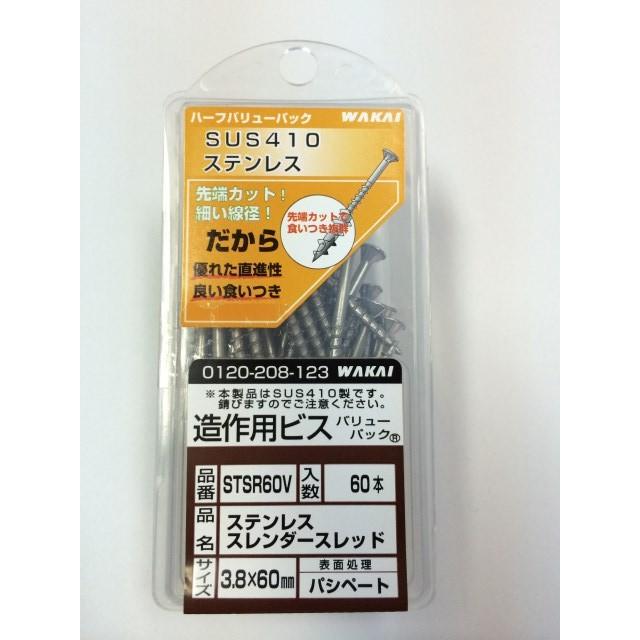 ハーフバリューパック WAKAI
SUS410
ステンレス
先端カット！
細い線径！
先端カットで
食いつき抜群
だから
優れた直進性
良い食いつき
0120-208-123 WAKAI
※本製品はSUS410製です。
錆びますのでご注意ください。
造作用ビス バリューパック®
品番 STSR60V 入数 60本
品名 ステンレス
スレンダースレッド
サイズ 3.8×60mm 表面処理
パシペート